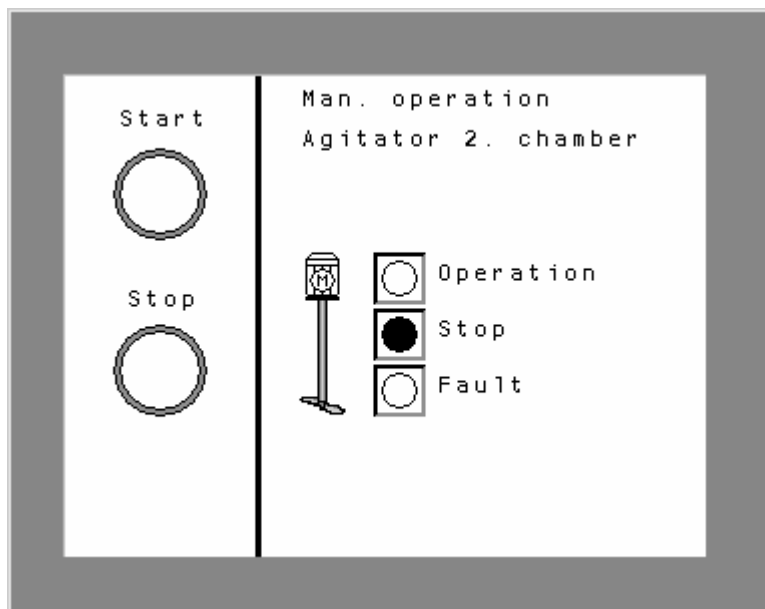 Start
Stop
Man. operation
Agitator 2. chamber
M
Operation
Stop
Fault